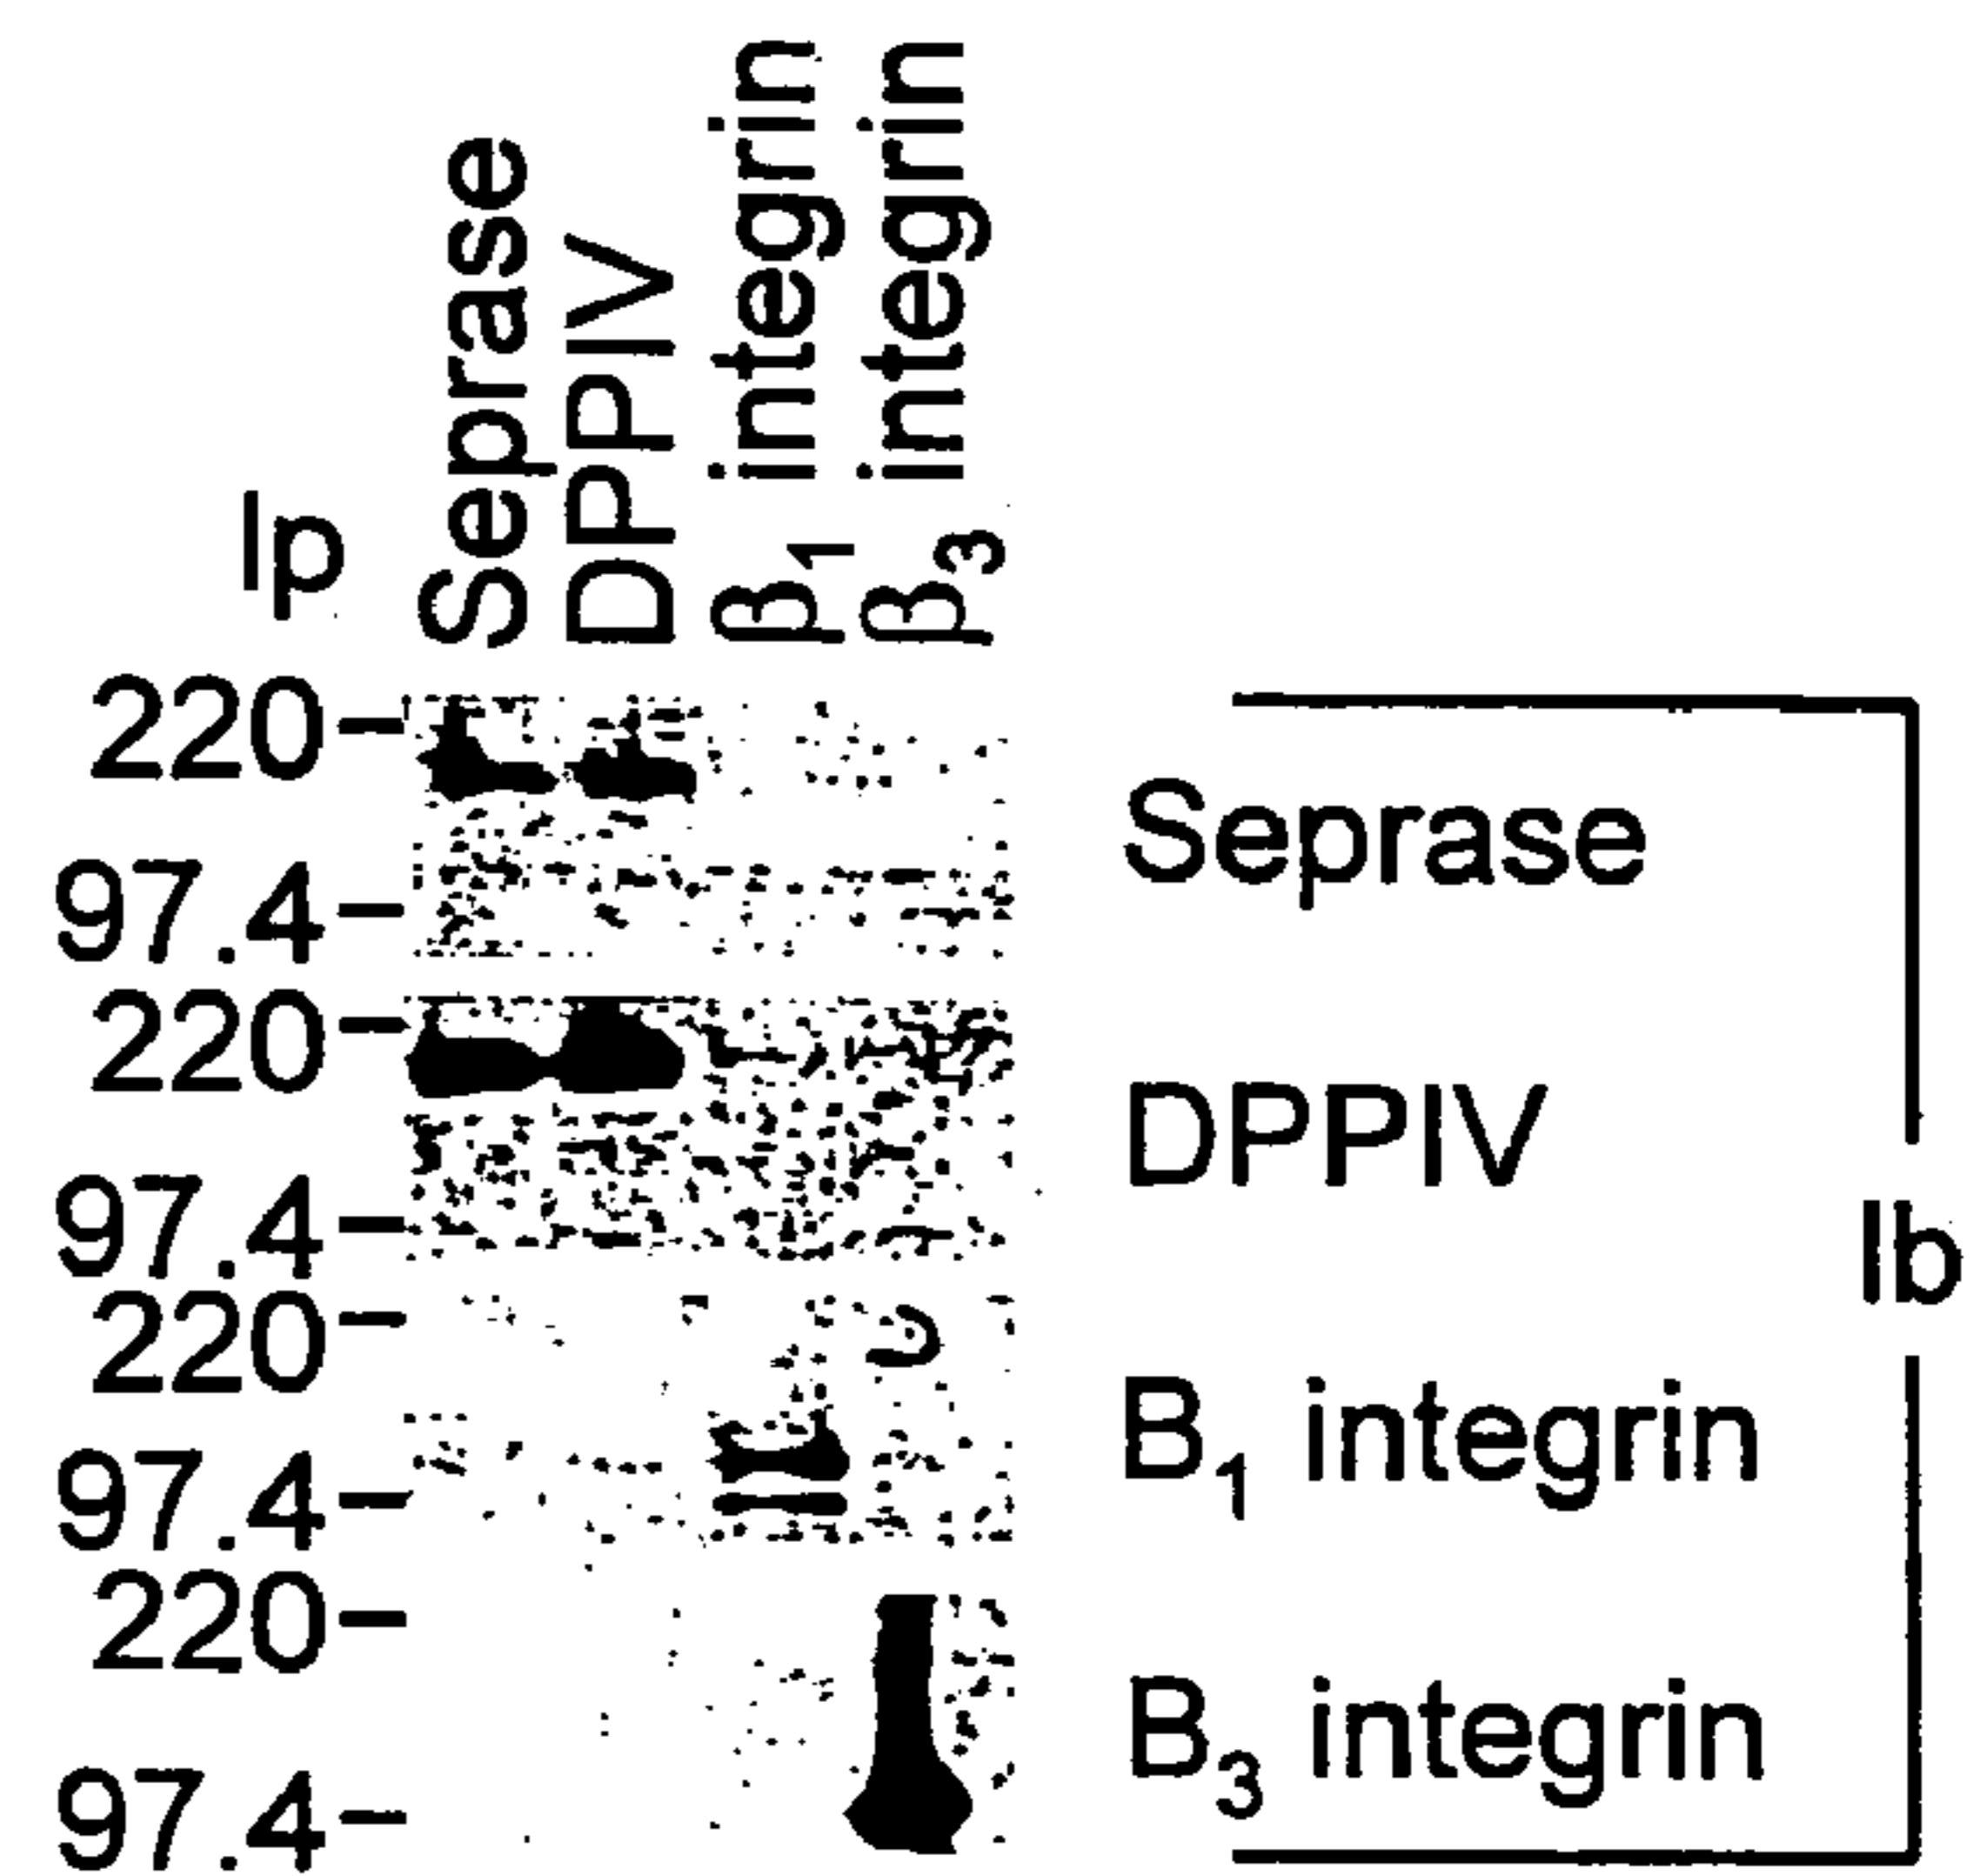 Ip
Seprase
DPPIV
β1 integrin
β3 integrin
220
97.4
Seprase
220
97.4
DPPIV
Ib
220
97.4
B1 integrin
220
97.4
B3 integrin